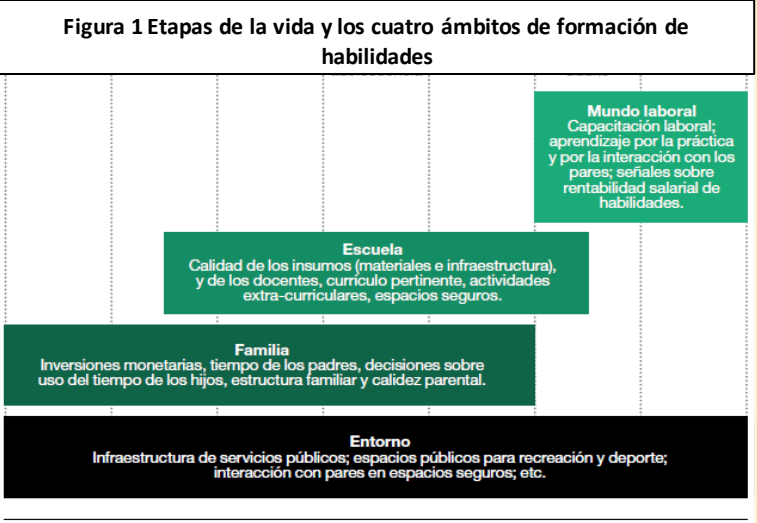 Figura 1 Etapas de la vida y los cuatro ámbitos de formación de
habilidades
Mundo laboral
Capacitación laboral;
aprendizaje por la práctica
y por la interacción con los
pares; señales sobre
rentabilidad salarial de
habilidades.
Escuela
Calidad de los insumos (materiales e infraestructura),
y de los docentes, currículo pertinente, actividades
extra-curriculares, espacios seguros.
Familia
Inversiones monetarias, tiempo de los padres, decisiones sobre
uso del tiempo de los hijos, estructura familiar y calidez parental.
Entorno
Infraestructura de servicios públicos; espacios públicos para recreación y deporte;
interacción con pares en espacios seguros; etc.